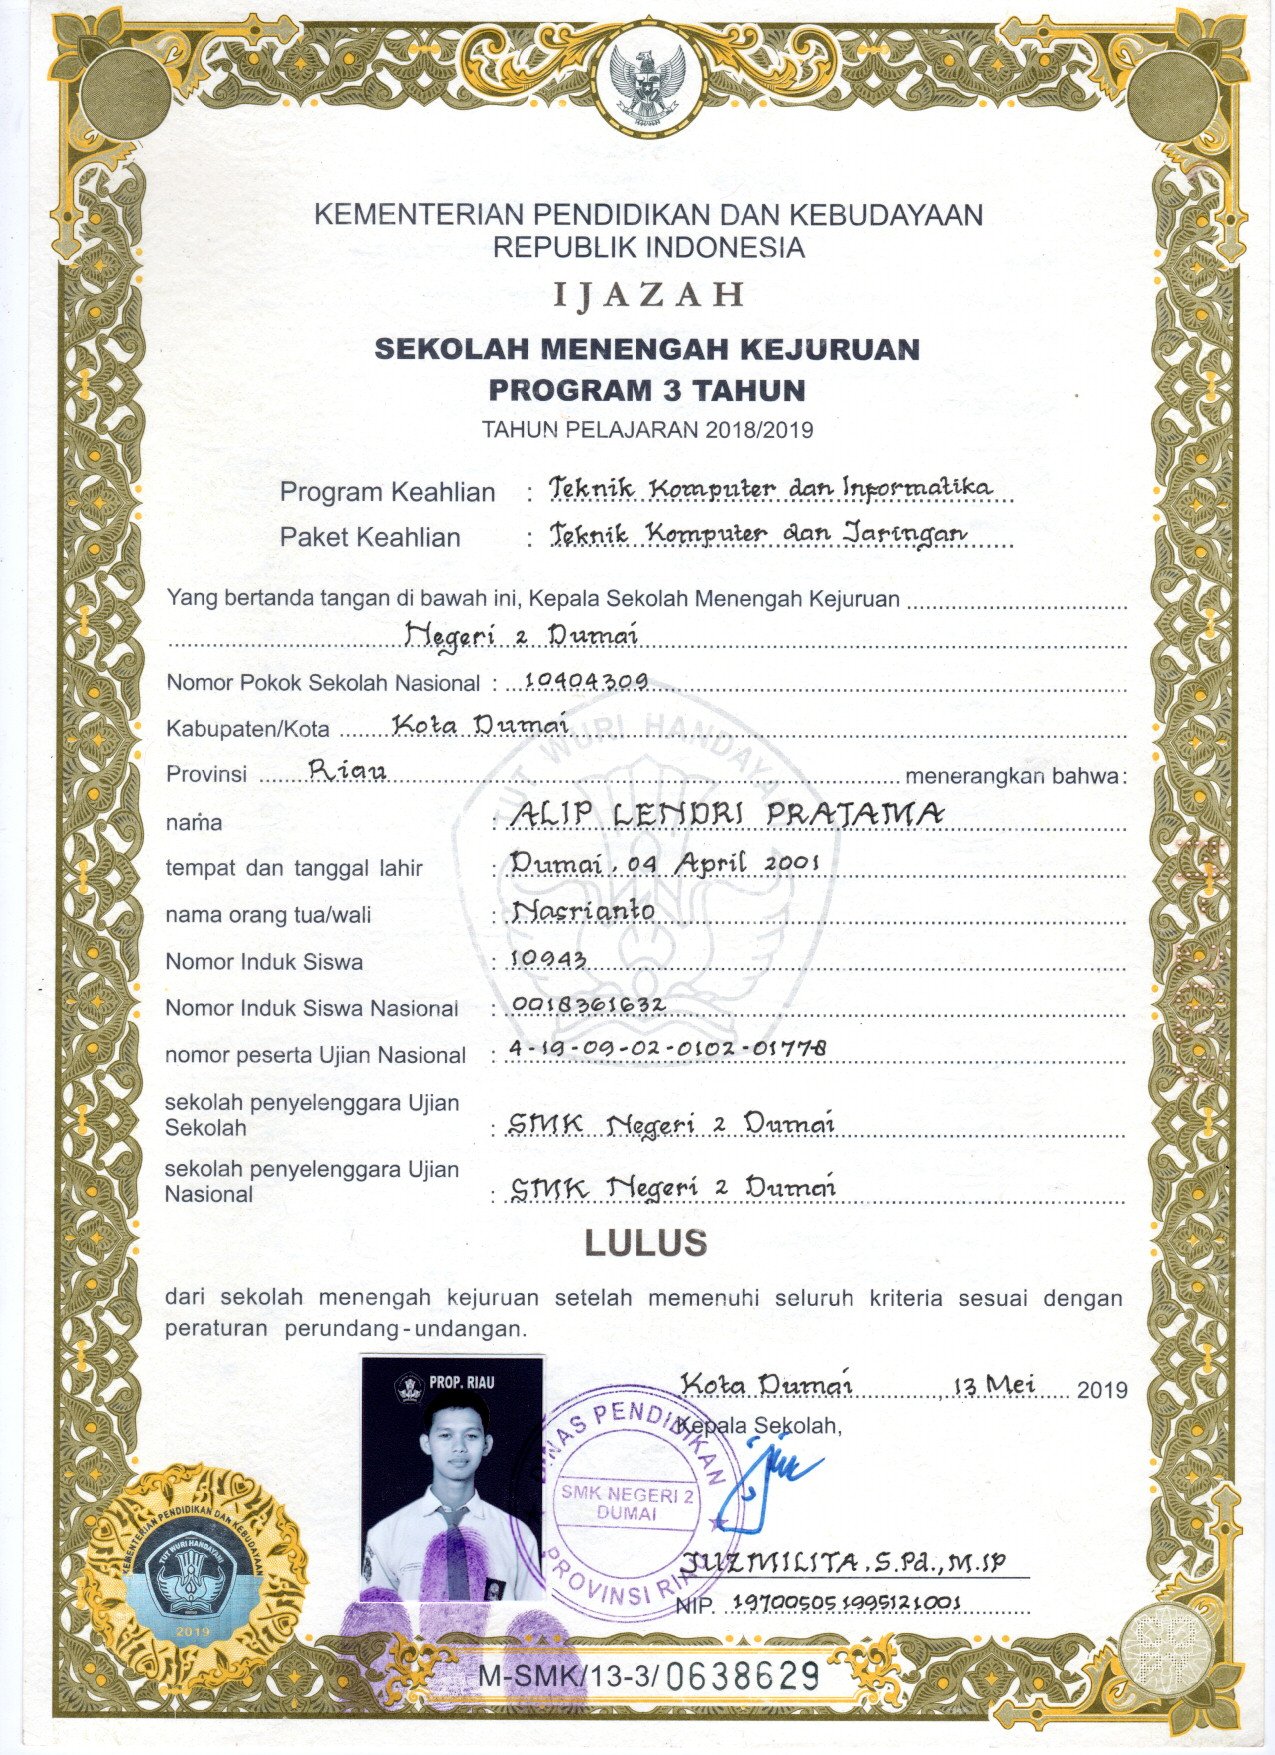 KEMENTERIAN PENDIDIKAN DAN KEBUDAYAAN
REPUBLIK INDONESIA
IJAZAH
SEKOLAH MENENGAH KEJURUAN
PROGRAM 3 TAHUN
TAHUN PELAJARAN 2018/2019
Program Keahlian : Teknik Komputer dan Informatika
Paket Keahlian : Teknik Komputer dan Jaringan
Yang bertanda tangan di bawah ini, Kepala Sekolah Menengah Kejuruan
Negeri 2 Dumai
Nomor Pokok Sekolah Nasional : 10404309
Kabupaten/Kota Kota Dumai
Provinsi Riau menerangkan bahwa:
nama : ALIP LENDRI PRATAMA
tempat dan tanggal lahir : Dumai, 04 April 2001
nama orang tua/wali : Nasrianto
Nomor Induk Siswa : 10943
Nomor Induk Siswa Nasional : 0018361632
nomor peserta Ujian Nasional : 4-19-09-02-0102-0177-8
sekolah penyelenggara Ujian
Sekolah : SMK Negeri 2 Dumai
sekolah penyelenggara Ujian
Nasional : SMK Negeri 2 Dumai
LULUS
dari sekolah menengah kejuruan setelah memenuhi seluruh kriteria sesuai dengan
peraturan perundang-undangan.
PROP. RIAU
Kota Dumai, 13 Mei 2019
Kepala Sekolah,
DINAS PENDIDIKAN
SMK NEGERI 2
DUMAI
PROVINSI RIAU
JUZMILITA, S.Pd., M.IP
NIP. 197005051995121001
KEMENTERIAN PENDIDIKAN DAN KEBUDAYAAN
TUT WURI HANDAYANI
2019
M-SMK/13-3/0638629
TUT WURI HANDAYANI